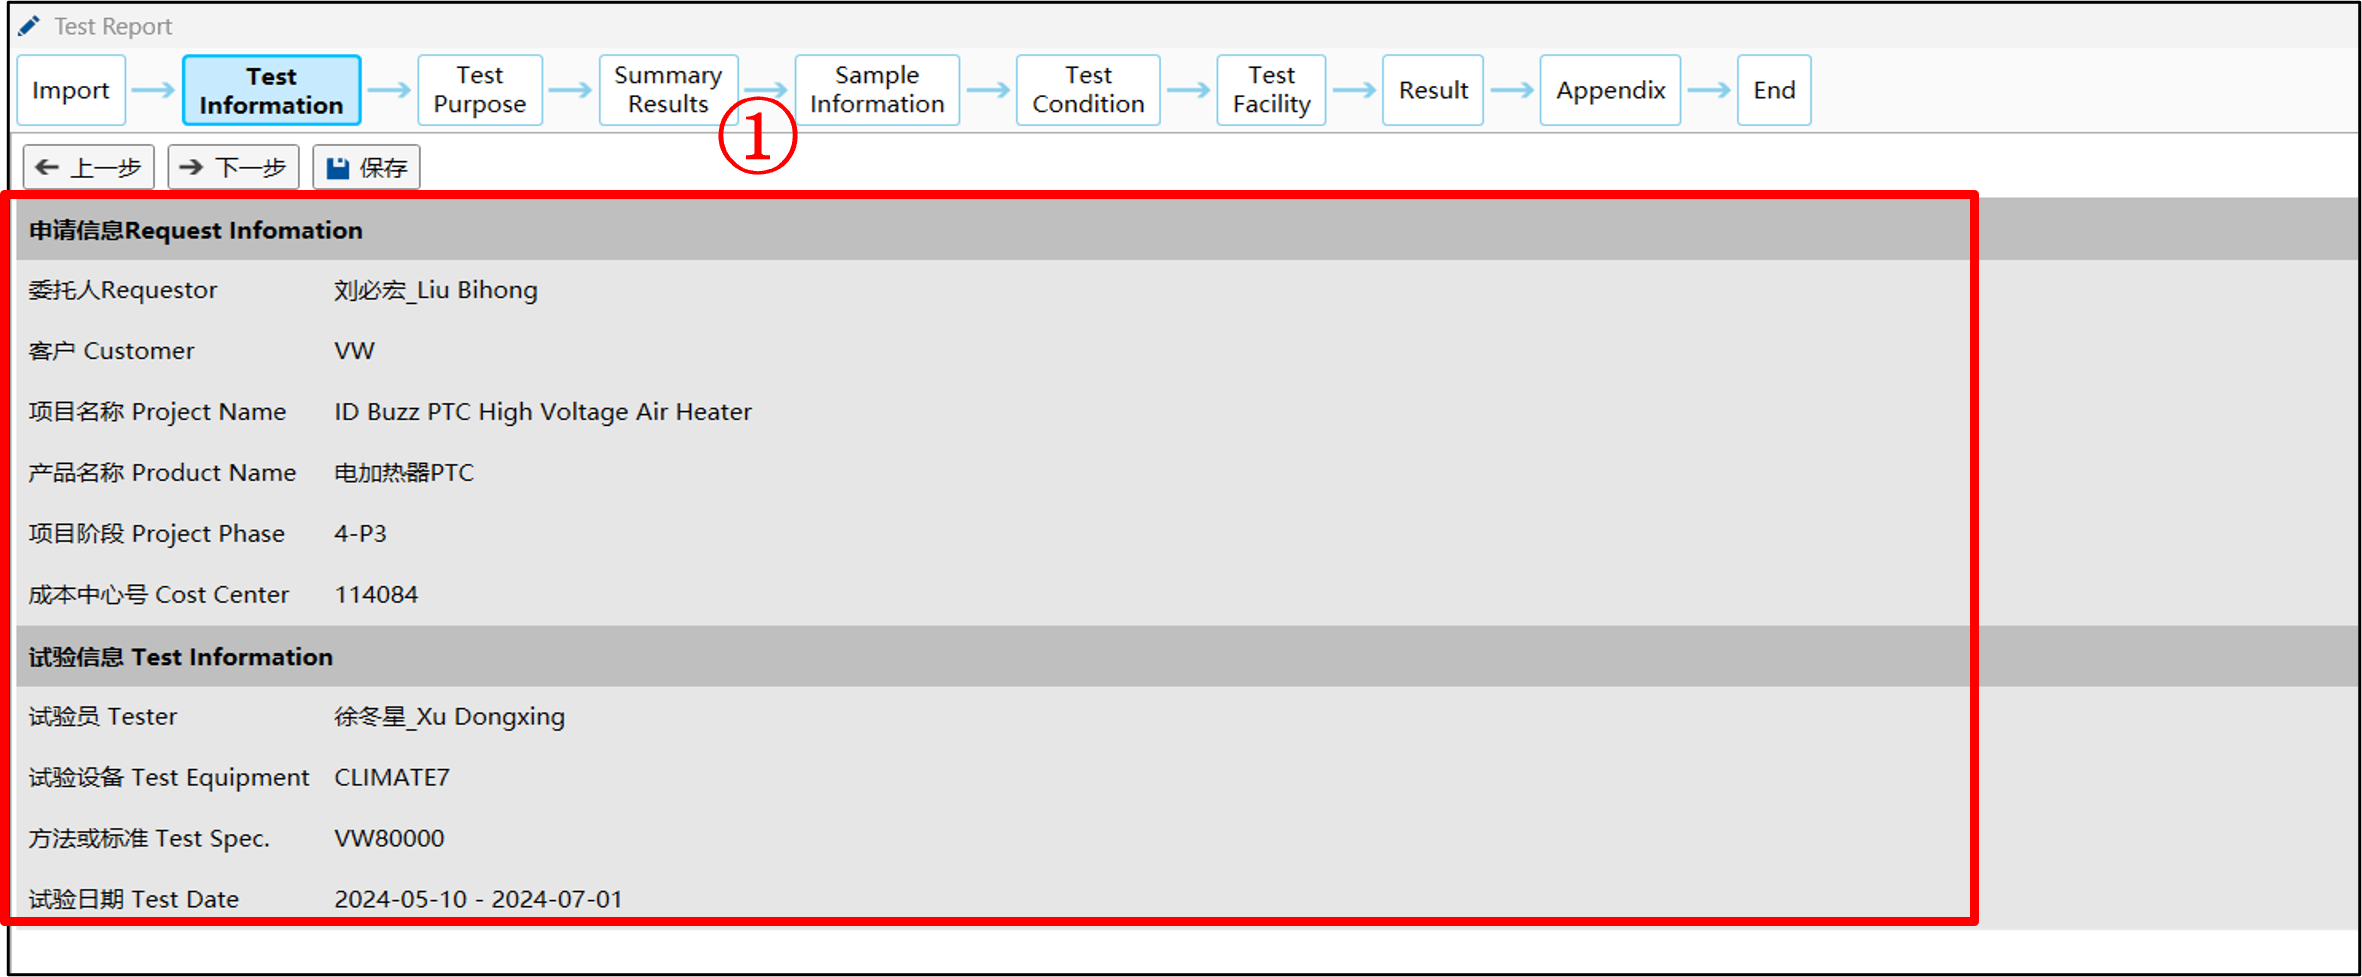 Test Report
Import
Test
Information
Test
Purpose
Summary
Results
Sample
Information
Test
Condition
Test
Facility
Result
Appendix
End
①
上一步
下一步
保存
申请信息Request Infomation
委托人Requestor 刘必宏_Liu Bihong
客户 Customer VW
项目名称 Project Name ID Buzz PTC High Voltage Air Heater
产品名称 Product Name 电加热器PTC
项目阶段 Project Phase 4-P3
成本中心号 Cost Center 114084
试验信息 Test Information
试验员 Tester 徐冬星_Xu Dongxing
试验设备 Test Equipment CLIMATE7
方法或标准 Test Spec. VW80000
试验日期 Test Date 2024-05-10 - 2024-07-01